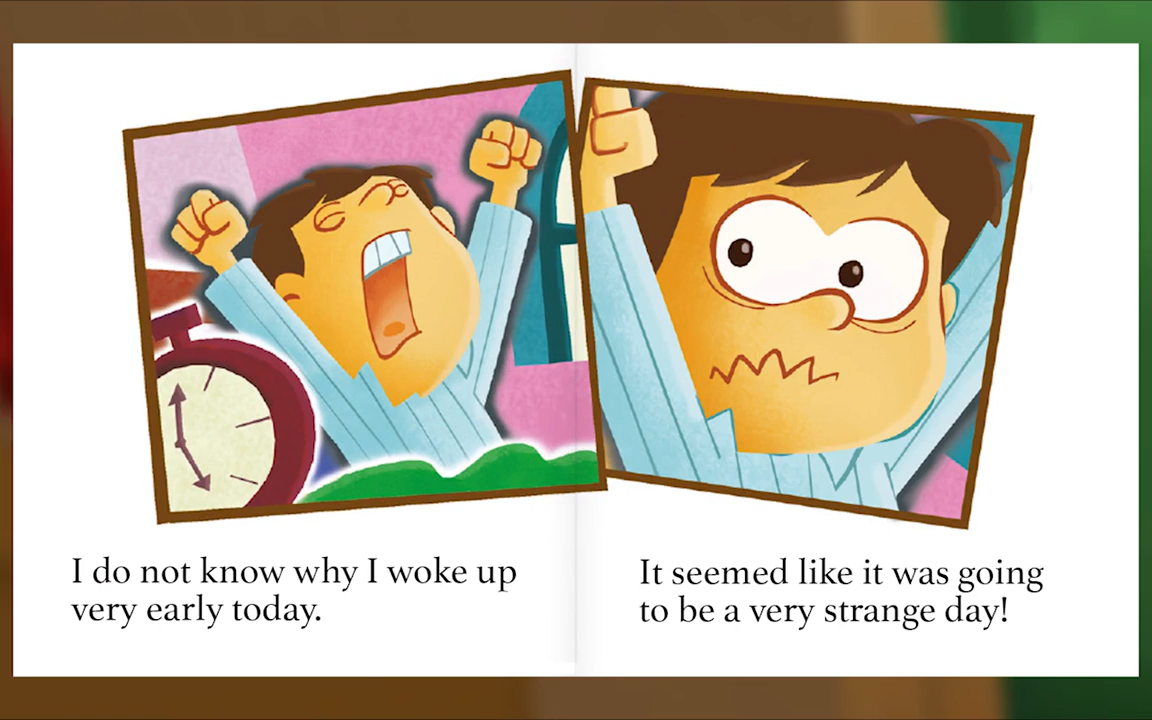 I do not know why I woke up
very early today.
It seemed like it was going
to be a very strange day!